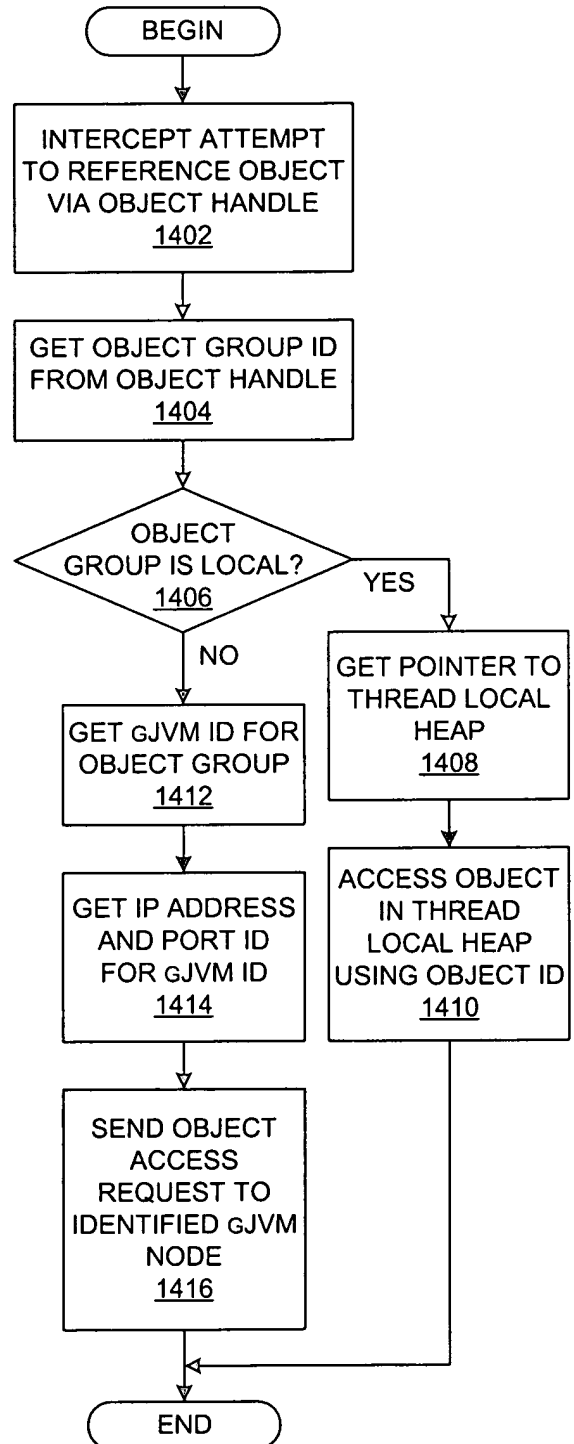 BEGIN
INTERCEPT ATTEMPT
TO REFERENCE OBJECT
VIA OBJECT HANDLE
1402
GET OBJECT GROUP ID
FROM OBJECT HANDLE
1404
OBJECT
GROUP IS LOCAL?
1406
YES
NO
GET POINTER TO
THREAD LOCAL
HEAP
1408
ACCESS OBJECT
IN THREAD
LOCAL HEAP
USING OBJECT ID
1410
GET GJVM ID FOR
OBJECT GROUP
1412
GET IP ADDRESS
AND PORT ID
FOR GJVM ID
1414
SEND OBJECT
ACCESS
REQUEST TO
IDENTIFIED GJVM
NODE
1416
END